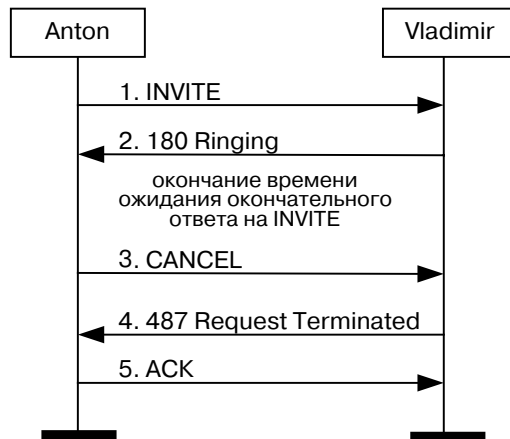 Anton
Vladimir
1. INVITE
2. 180 Ringing
окончание времени
ожидания окончательного
ответа на INVITE
3. CANCEL
4. 487 Request Terminated
5. ACK